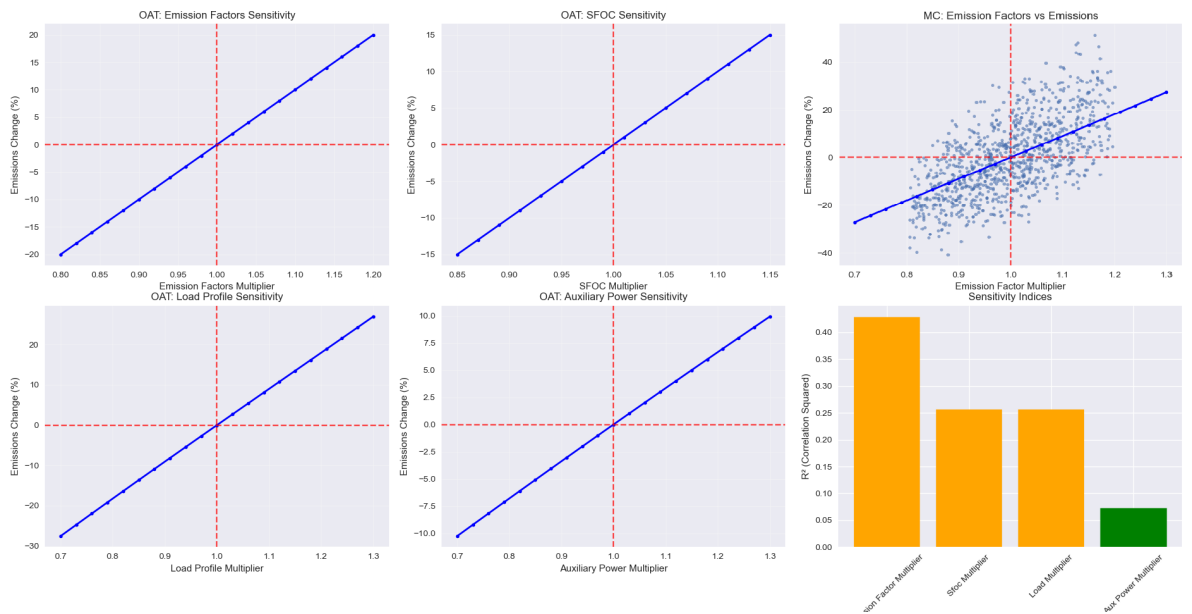 OAT: Emission Factors Sensitivity
Emissions Change (%)
20
15
10
5
0
−5
−10
−15
−20
0.80 0.85 0.90 0.95 1.00 1.05 1.10 1.15 1.20
Emission Factors Multiplier
OAT: SFOC Sensitivity
Emissions Change (%)
15
10
5
0
−5
−10
−15
0.85 0.90 0.95 1.00 1.05 1.10 1.15
SFOC Multiplier
MC: Emission Factors vs Emissions
Emissions Change (%)
40
20
0
−20
−40
0.7 0.8 0.9 1.0 1.1 1.2 1.3
Emission Factor Multiplier
OAT: Load Profile Sensitivity
Emissions Change (%)
20
10
0
−10
−20
−30
0.7 0.8 0.9 1.0 1.1 1.2 1.3
Load Profile Multiplier
OAT: Auxiliary Power Sensitivity
Emissions Change (%)
10.0
7.5
5.0
2.5
0.0
−2.5
−5.0
−7.5
−10.0
0.7 0.8 0.9 1.0 1.1 1.2 1.3
Auxiliary Power Multiplier
Sensitivity Indices
R² (Correlation Squared)
0.40
0.35
0.30
0.25
0.20
0.15
0.10
0.05
0.00
sion Factor Multiplier
Sfoc Multiplier
Load Multiplier
Aux Power Multiplier